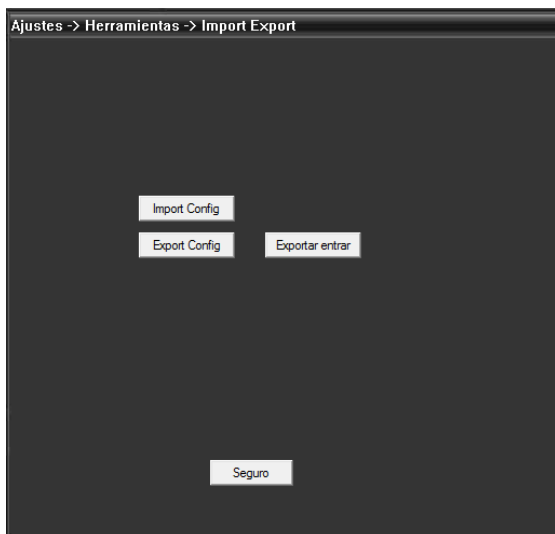 Ajustes -> Herramientas -> Import Export
Import Config
Export Config Exportar entrar
Seguro